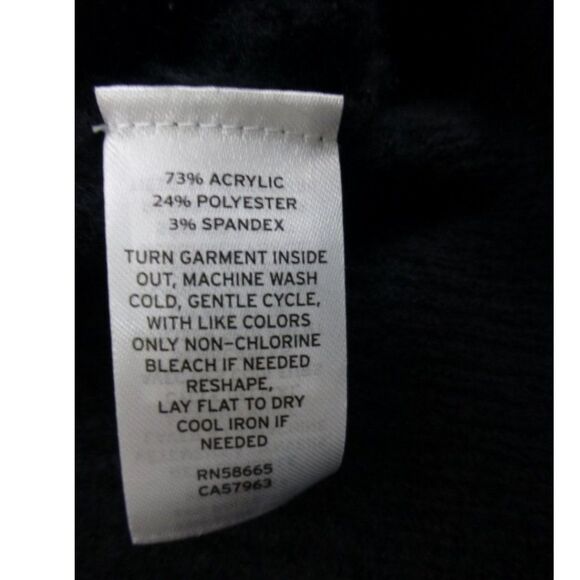 73% ACRYLIC
24% POLYESTER
3% SPANDEX
TURN GARMENT INSIDE
OUT, MACHINE WASH
COLD, GENTLE CYCLE,
WITH LIKE COLORS
ONLY NON-CHLORINE
BLEACH IF NEEDED
RESHAPE,
LAY FLAT TO DRY
COOL IRON IF
NEEDED
RN58665
CA57963